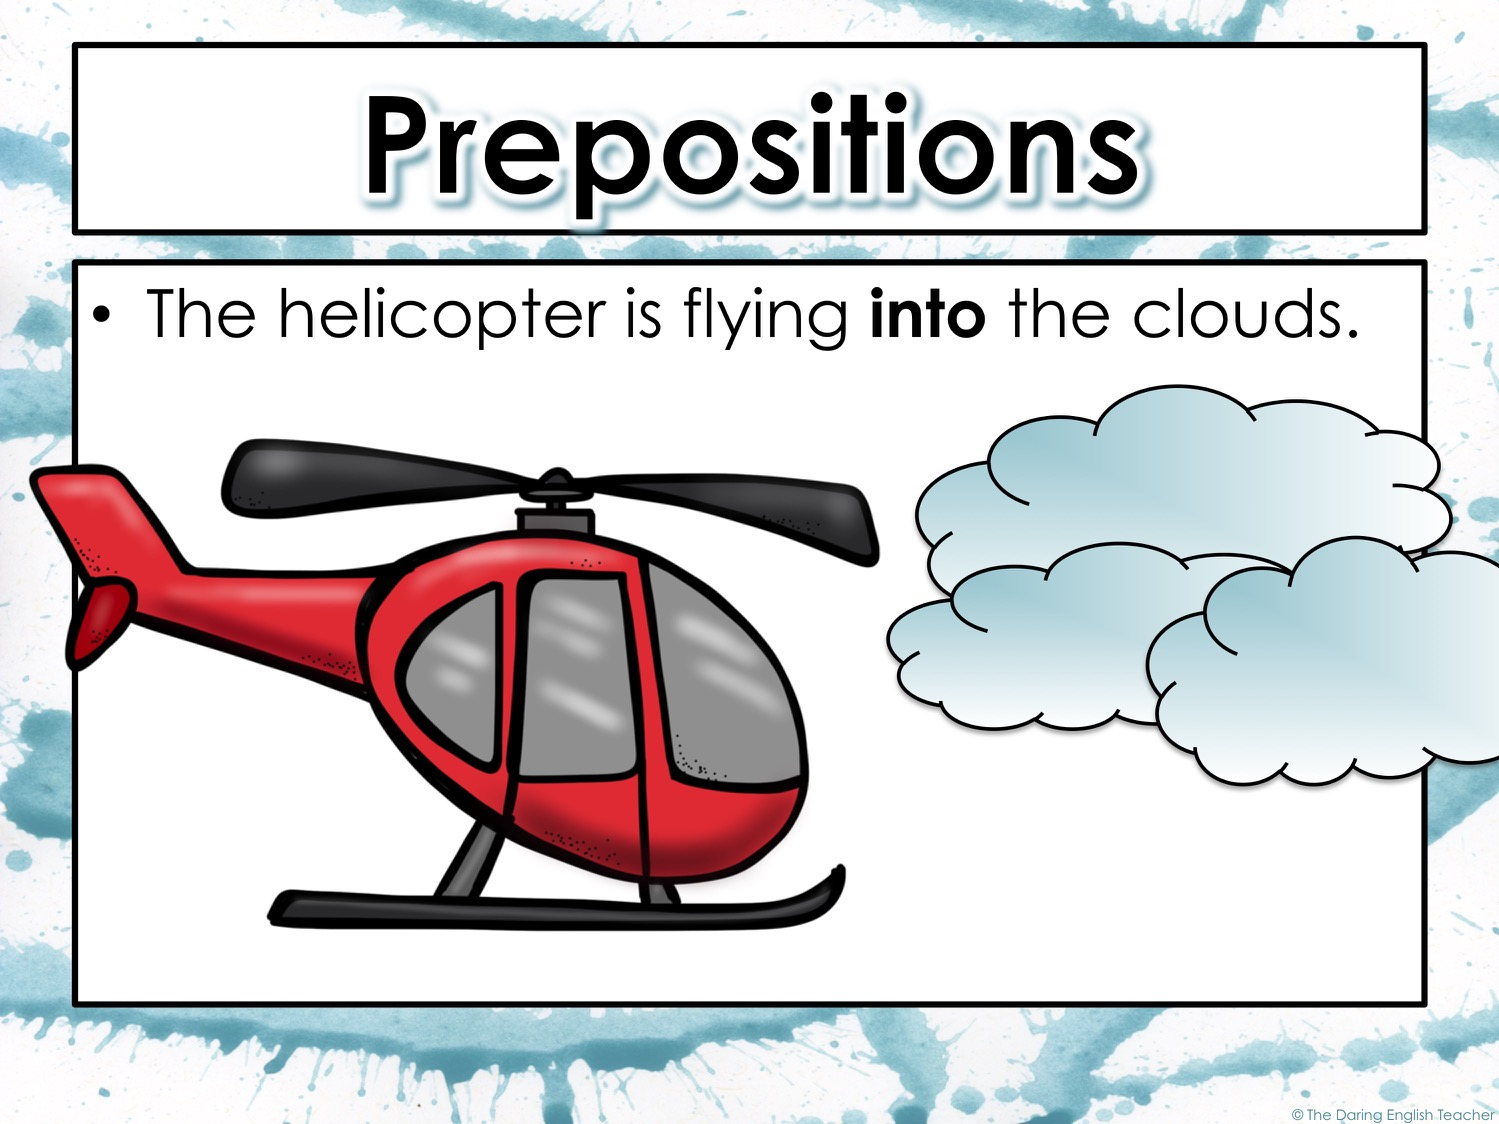 Prepositions
• The helicopter is flying into the clouds.
© The Daring English Teacher